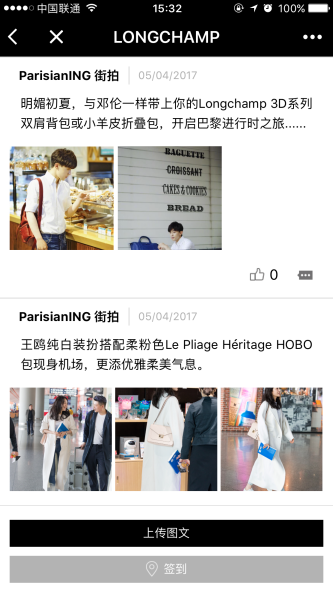 中国联通
15:32
100%
LONGCHAMP
ParisianING 街拍
05/04/2017
明媚初夏，与邓伦一样带上你的Longchamp 3D系列
双肩背包或小羊皮折叠包，开启巴黎进行时之旅……
BAGUETTE
CROISSANT
CAKES & COOKIES
BREAD
0
ParisianING 街拍
05/04/2017
王鸥纯白装扮搭配柔粉色Le Pliage Héritage HOBO
包现身机场，更添优雅柔美气息。
上传图文
签到